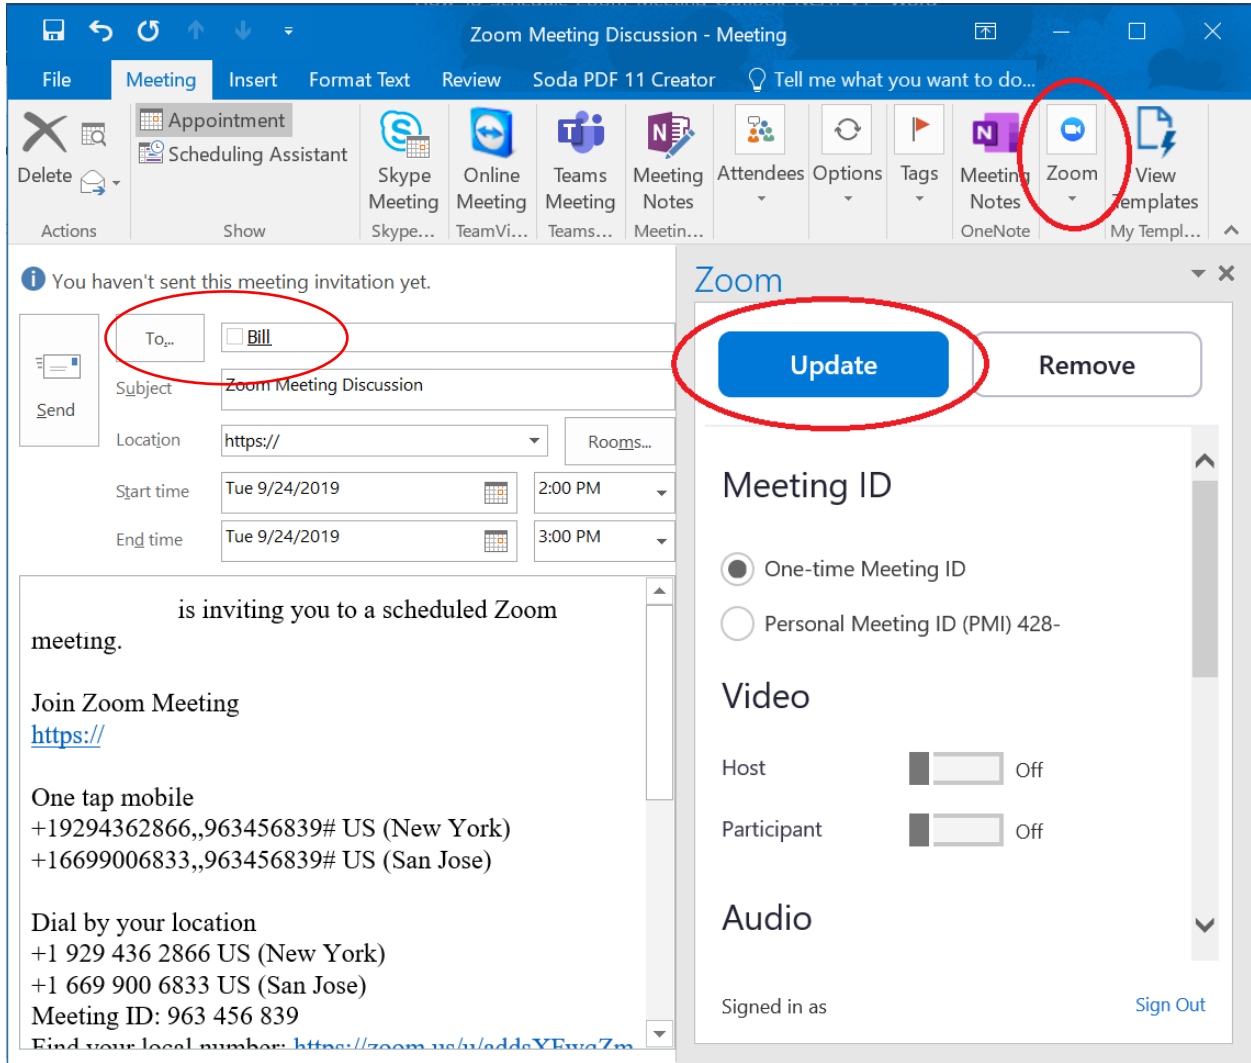 Zoom Meeting Discussion - Meeting
File Meeting Insert Format Text Review Soda PDF 11 Creator Tell me what you want to do...
Delete
Appointment
Scheduling Assistant
Skype Meeting
Online Meeting
Teams Meeting
Meeting Notes
Attendees
Options
Tags
Meeting Notes
Zoom
View Templates
Actions Show Skype... TeamVi... Teams... Meetin... OneNote My Templ...
You haven't sent this meeting invitation yet.
To... Bill
Send
Subject Zoom Meeting Discussion
Location https:// Rooms...
Start time Tue 9/24/2019 2:00 PM
End time Tue 9/24/2019 3:00 PM
is inviting you to a scheduled Zoom
meeting.
Join Zoom Meeting
https://
One tap mobile
+19294362866,,963456839# US (New York)
+16699006833,,963456839# US (San Jose)
Dial by your location
+1 929 436 2866 US (New York)
+1 669 900 6833 US (San Jose)
Meeting ID: 963 456 839
Find your local number: https://zoom.us/u/
Zoom
Update Remove
Meeting ID
One-time Meeting ID
Personal Meeting ID (PMI) 428-
Video
Host Off
Participant Off
Audio
Signed in as Sign Out